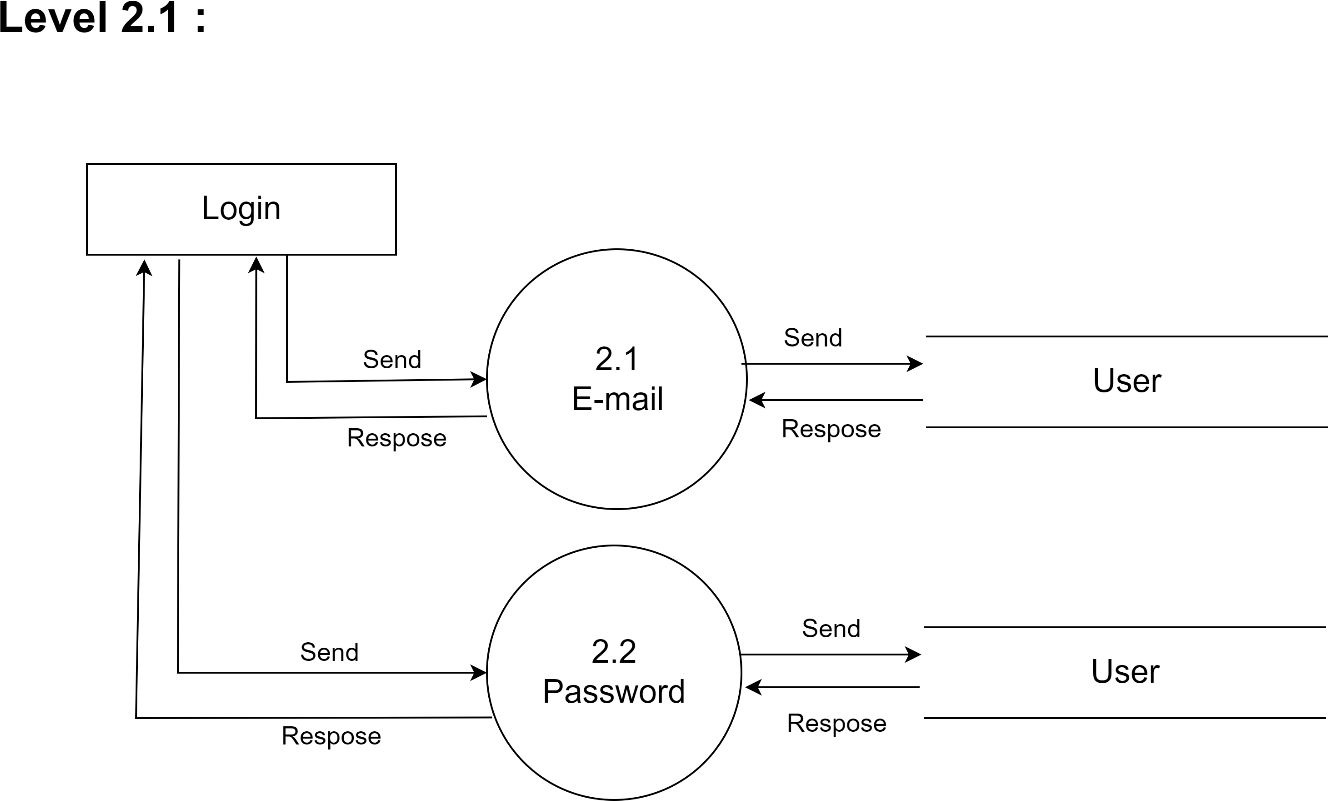 Level 2.1 :
Login
Send
Respose
2.1
E-mail
Send
Respose
User
Send
Respose
2.2
Password
Send
Respose
User